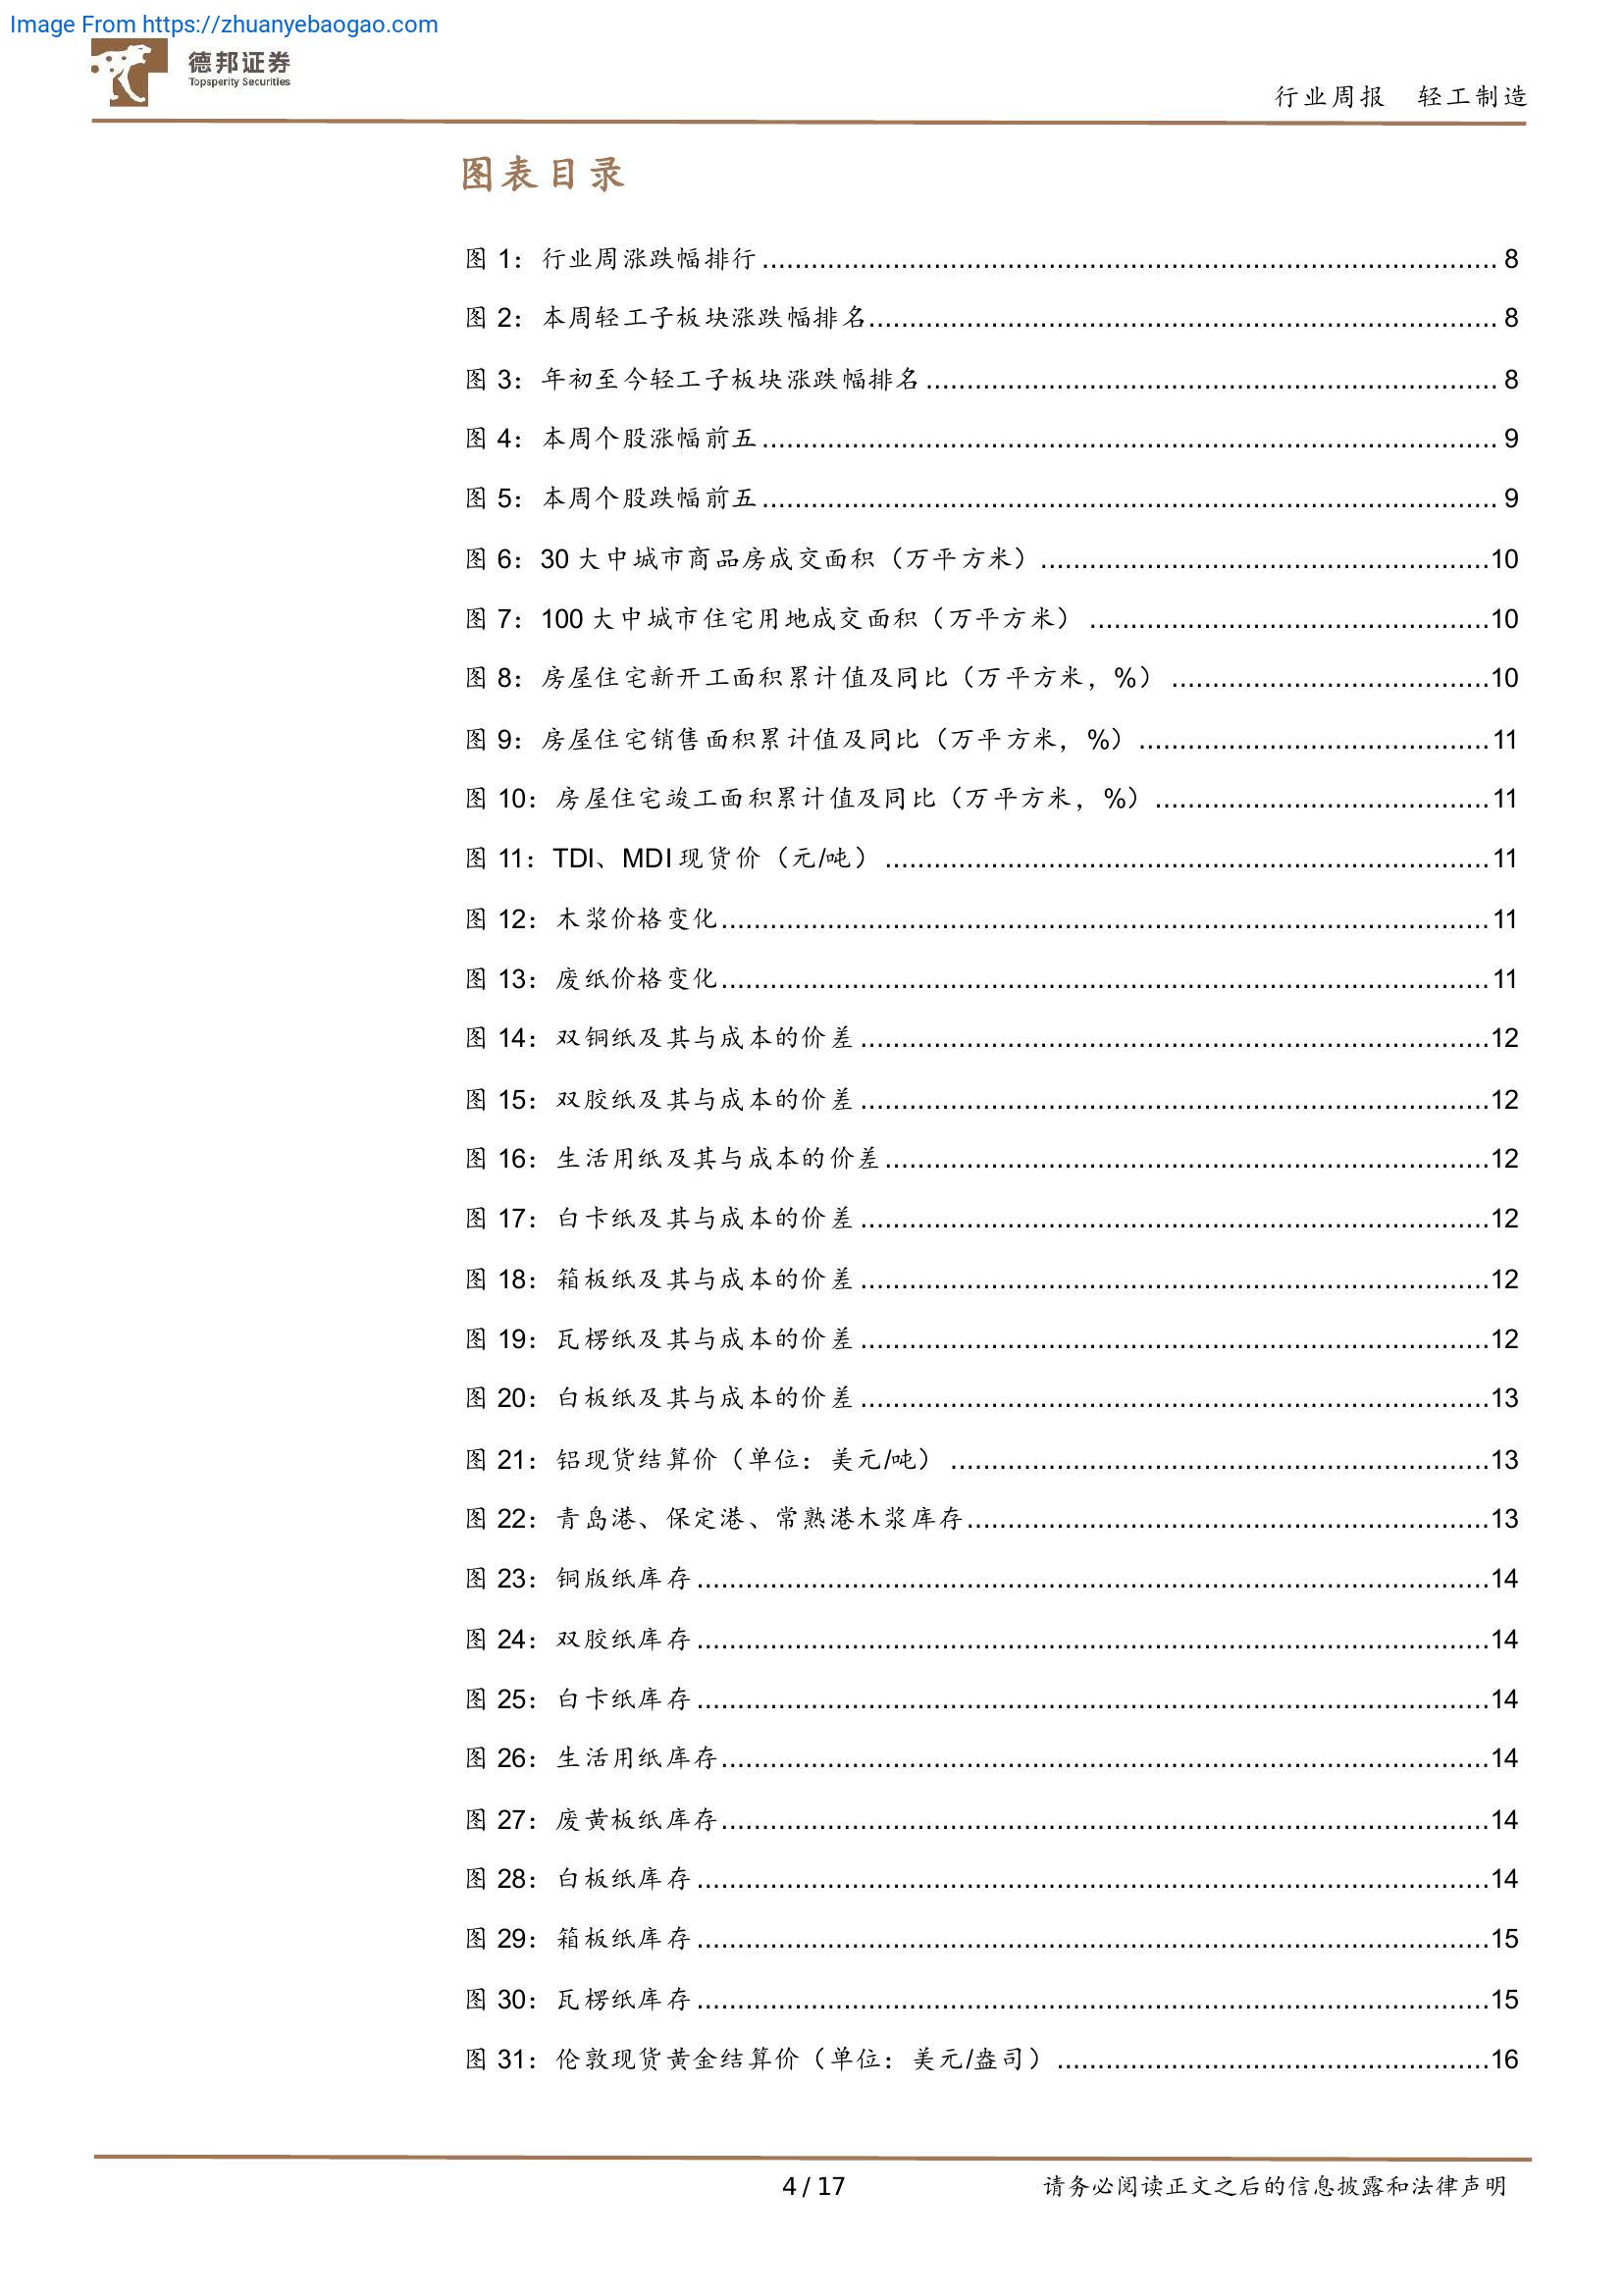 Image From https://zhuanyebaogao.com
德邦证券
Topsperity Securities
行业周报 轻工制造
图表目录
图 1：行业周涨跌幅排行 8
图 2：本周轻工子板块涨跌幅排名 8
图 3：年初至今轻工子板块涨跌幅排名 8
图 4：本周个股涨幅前五 9
图 5：本周个股跌幅前五 9
图 6：30 大中城市商品房成交面积（万平方米） 10
图 7：100 大中城市住宅用地成交面积（万平方米） 10
图 8：房屋住宅新开工面积累计值及同比（万平方米，%） 10
图 9：房屋住宅销售面积累计值及同比（万平方米，%） 11
图 10：房屋住宅竣工面积累计值及同比（万平方米，%） 11
图 11：TDI、MDI 现货价（元/吨） 11
图 12：木浆价格变化 11
图 13：废纸价格变化 11
图 14：双铜纸及其与成本的价差 12
图 15：双胶纸及其与成本的价差 12
图 16：生活用纸及其与成本的价差 12
图 17：白卡纸及其与成本的价差 12
图 18：箱板纸及其与成本的价差 12
图 19：瓦楞纸及其与成本的价差 12
图 20：白板纸及其与成本的价差 13
图 21：铝现货结算价（单位：美元/吨） 13
图 22：青岛港、保定港、常熟港木浆库存 13
图 23：铜版纸库存 14
图 24：双胶纸库存 14
图 25：白卡纸库存 14
图 26：生活用纸库存 14
图 27：废黄板纸库存 14
图 28：白板纸库存 14
图 29：箱板纸库存 15
图 30：瓦楞纸库存 15
图 31：伦敦现货黄金结算价（单位：美元/盎司） 16
4 / 17
请务必阅读正文之后的信息披露和法律声明